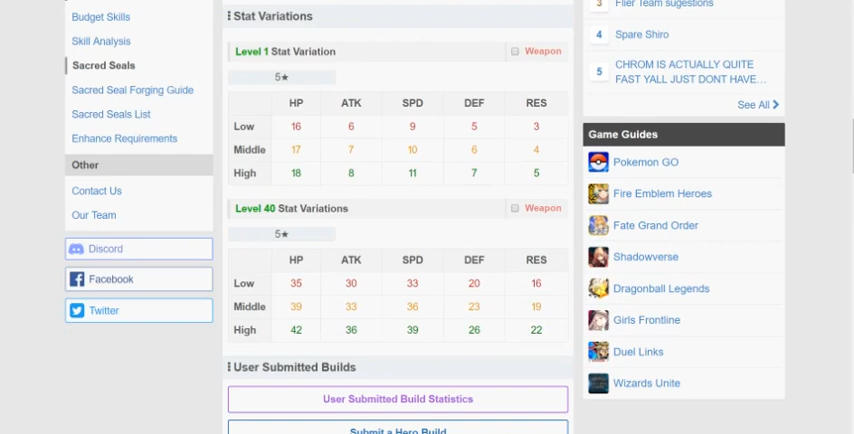 Budget Skills
Skill Analysis
Sacred Seals
Sacred Seal Forging Guide
Sacred Seals List
Enhance Requirements
Other
Contact Us
Our Team
Discord
Facebook
Twitter
Stat Variations
Level 1 Stat Variation
Weapon
5★
HP ATK SPD DEF RES
Low 16 6 9 5 3
Middle 17 7 10 6 4
High 18 8 11 7 5
Level 40 Stat Variations
Weapon
5★
HP ATK SPD DEF RES
Low 35 30 33 20 16
Middle 39 33 36 23 19
High 42 36 39 26 22
User Submitted Builds
User Submitted Build Statistics
Submit a Hero Build
3 Flier Team sugestions
4 Spare Shiro
5 CHROM IS ACTUALLY QUITE
FAST YALL JUST DONT HAVE...
See All
Game Guides
Pokemon GO
Fire Emblem Heroes
Fate Grand Order
Shadowverse
Dragonball Legends
Girls Frontline
Duel Links
Wizards Unite